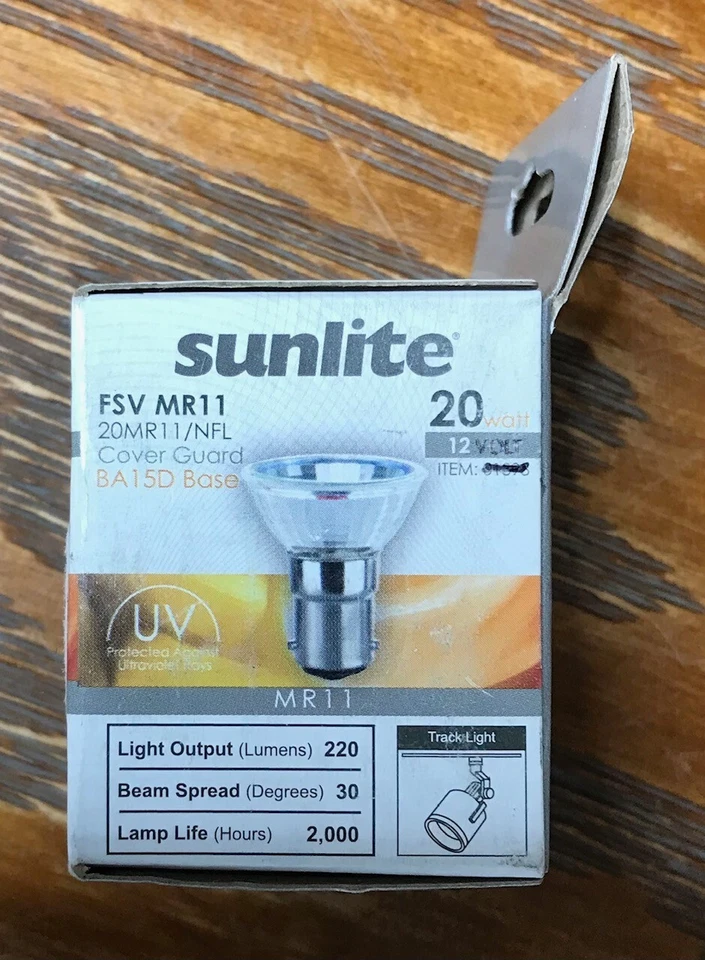 sunlite®
FSV MR11
20MR11/NFL
Cover Guard
BA15D Base
20 watt
12 VOLT
ITEM:
UV
Protected Against
Ultraviolet Rays
MR11
Light Output (Lumens) 220
Beam Spread (Degrees) 30
Lamp Life (Hours) 2,000
Track Light